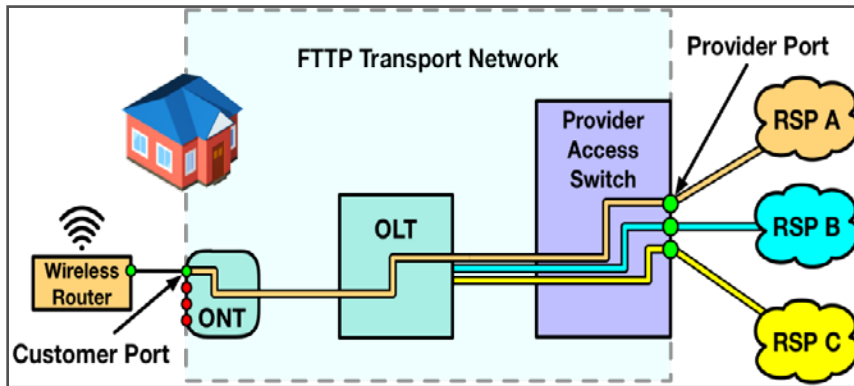 FTTP Transport Network
Provider Port
Provider
Access
Switch
RSP A
OLT
RSP B
Wireless
Router
ONT
Customer Port
RSP C